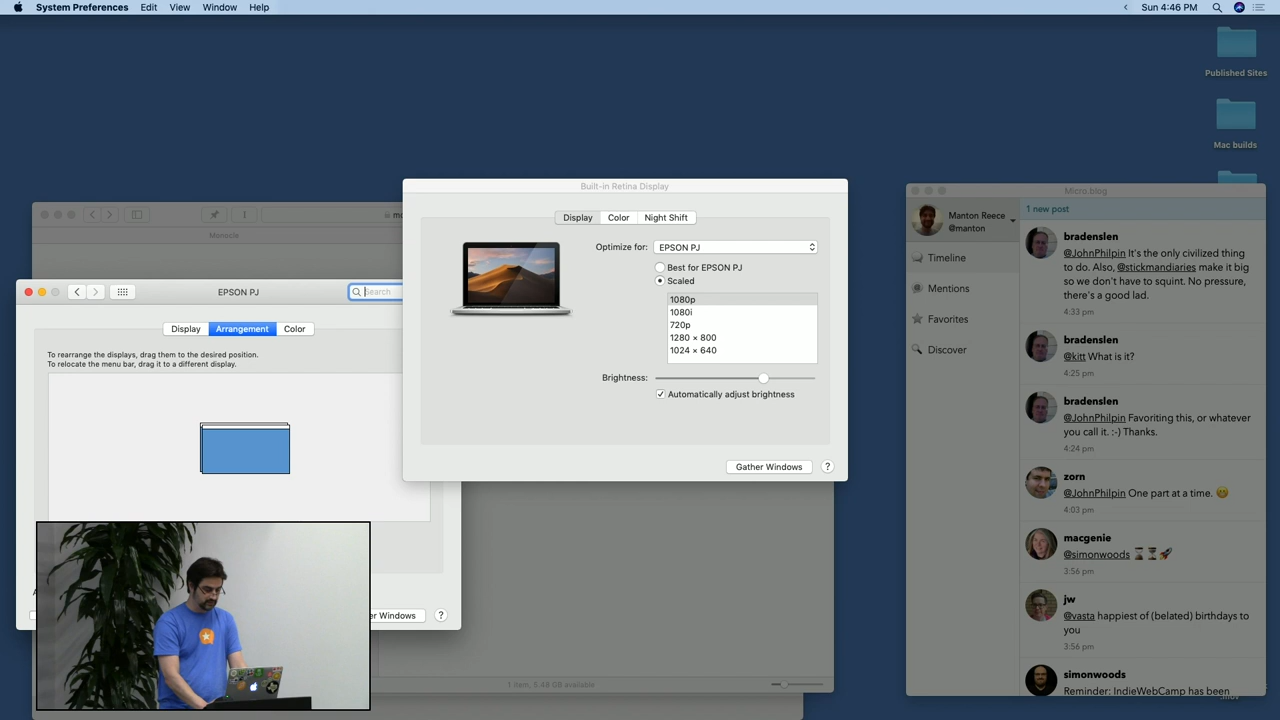 System Preferences Edit View Window Help
Sun 4:46 PM
Published Sites
Mac builds
Monocle
EPSON PJ
Search
Display Arrangement Color
To rearrange the displays, drag them to the desired position.
To relocate the menu bar, drag it to a different display.
Windows
?
Built-in Retina Display
Display Color Night Shift
Optimize for: EPSON PJ
Best for EPSON PJ
Scaled
1080p
1080i
720p
1280 × 800
1024 × 640
Brightness:
Automatically adjust brightness
Gather Windows ?
1 item, 5.48 GB available
Micro.blog
Manton Reece
@manton
Timeline
Mentions
Favorites
Discover
1 new post
bradenslen
@JohnPhilpin It's the only civilized thing
to do. Also, @stickmandiaries make it big
so we don't have to squint. No pressure,
there's a good lad.
4:33 pm
bradenslen
@kitt What is it?
4:25 pm
bradenslen
@JohnPhilpin Favoriting this, or whatever
you call it. :-) Thanks.
4:24 pm
zorn
@JohnPhilpin One part at a time. 😄
4:03 pm
macgenie
@simonwoods ⌛⌛🚀
3:56 pm
jw
@vasta happiest of (belated) birthdays to
you
3:56 pm
simonwoods
Reminder: IndieWebCamp has been
.mov